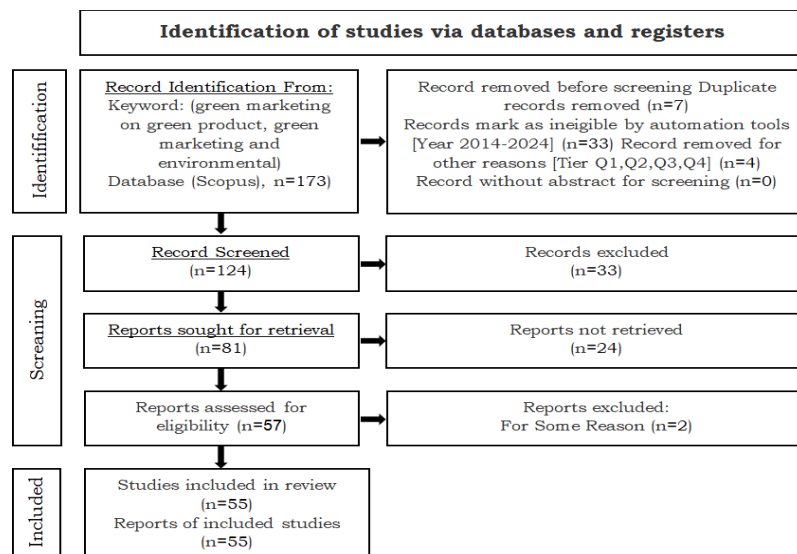 Identification of studies via databases and registers
Identifification
Record Identification From:
Keyword: (green marketing
on green product, green
marketing and
environmental)
Database (Scopus), n=173)
Record removed before screening Duplicate
records removed (n=7)
Records mark as ineigible by automation tools
[Year 2014-2024] (n=33) Record removed for
other reasons [Tier Q1,Q2,Q3,Q4] (n=4)
Record without abstract for screening (n=0)
Screaning
Record Screened
(n=124)
Records excluded
(n=33)
Reports sought for retrieval
(n=81)
Reports not retrieved
(n=24)
Reports assessed for
eligibility (n=57)
Reports excluded:
For Some Reason (n=2)
Included
Studies included in review
(n=55)
Reports of included studies
(n=55)